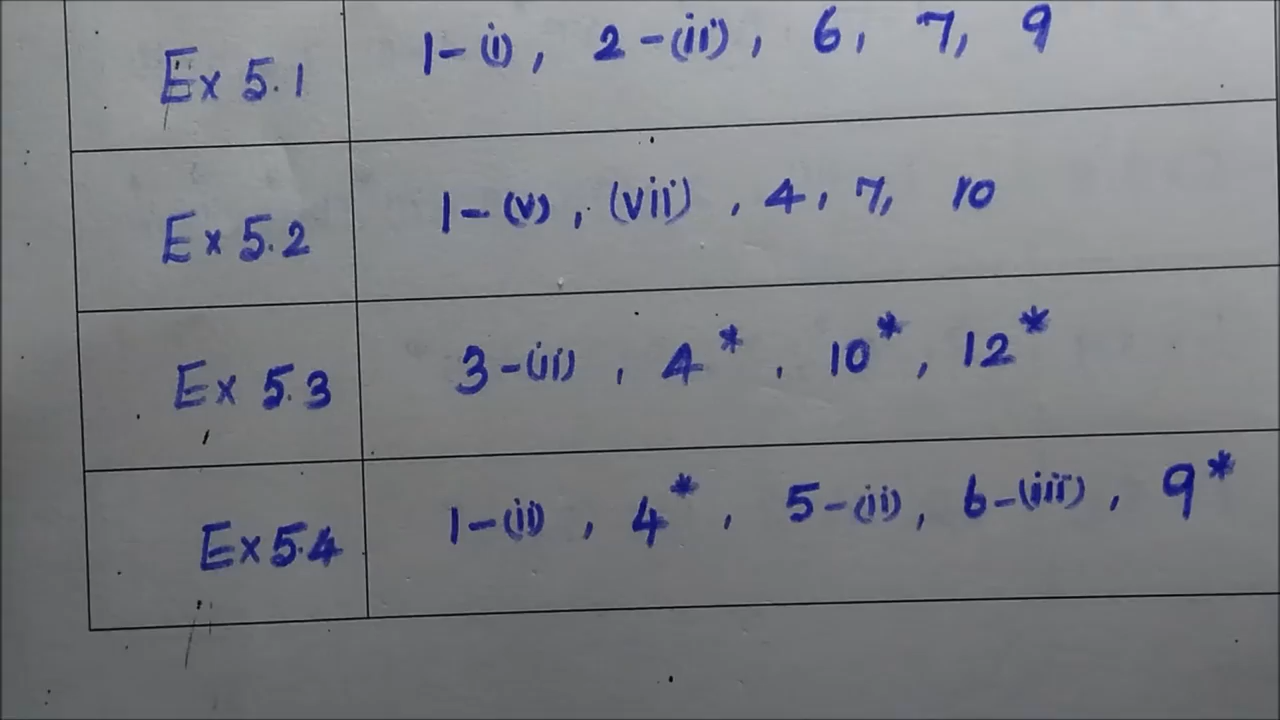 Ex 5.1 1-(i), 2-(ii), 6, 7, 9
Ex 5.2 1-(v), (vii), 4, 7, 10
Ex 5.3 3-(ii), 4*, 10*, 12*
Ex 5.4 1-(ii), 4*, 5-(ii), 6-(iii), 9*